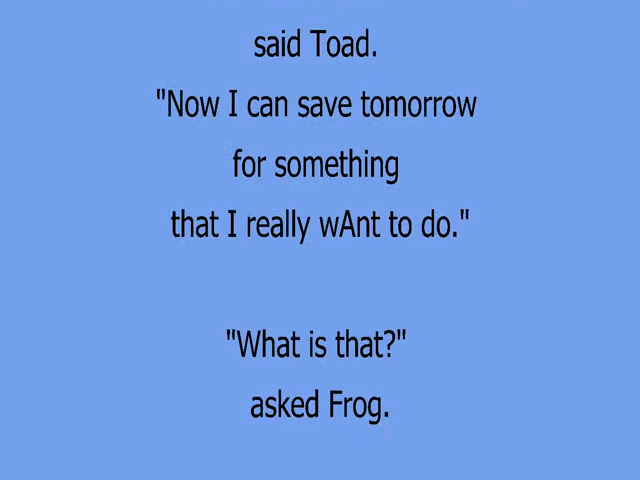 said Toad.
"Now I can save tomorrow
for something
that I really wAnt to do."
"What is that?"
asked Frog.